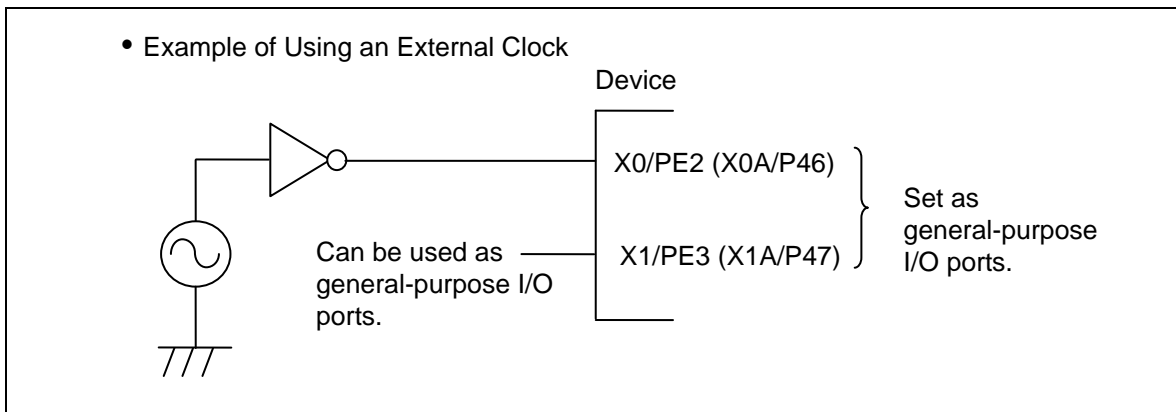 • Example of Using an External Clock
Device
X0/PE2 (X0A/P46)
X1/PE3 (X1A/P47)
Set as
general-purpose
I/O ports.
Can be used as
general-purpose I/O
ports.